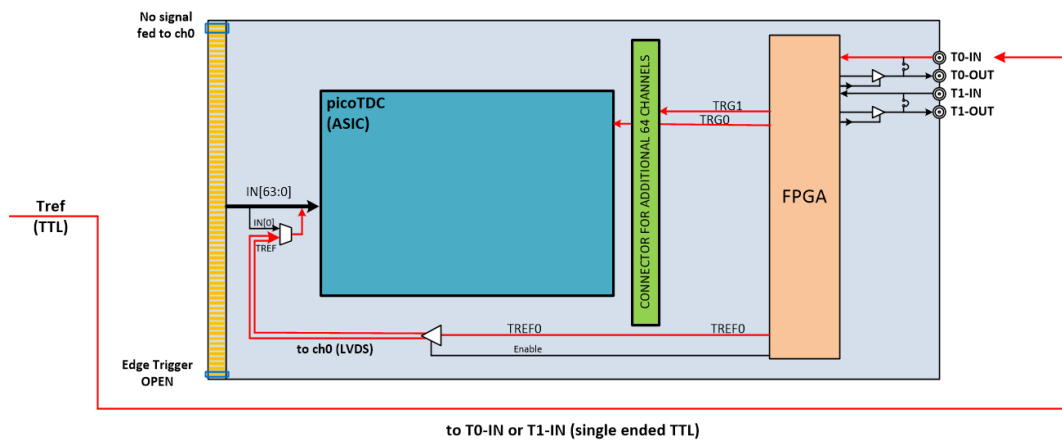 No signal
fed to ch0
T0-IN
T0-OUT
T1-IN
T1-OUT
picoTDC
(ASIC)
CONNECTOR FOR ADDITIONAL 64 CHANNELS
TRG1
TRG0
FPGA
IN[63:0]
IN[0]
TREF
Tref
(TTL)
TREF0
TREF0
to ch0 (LVDS)
Enable
Edge Trigger
OPEN
to T0-IN or T1-IN (single ended TTL)